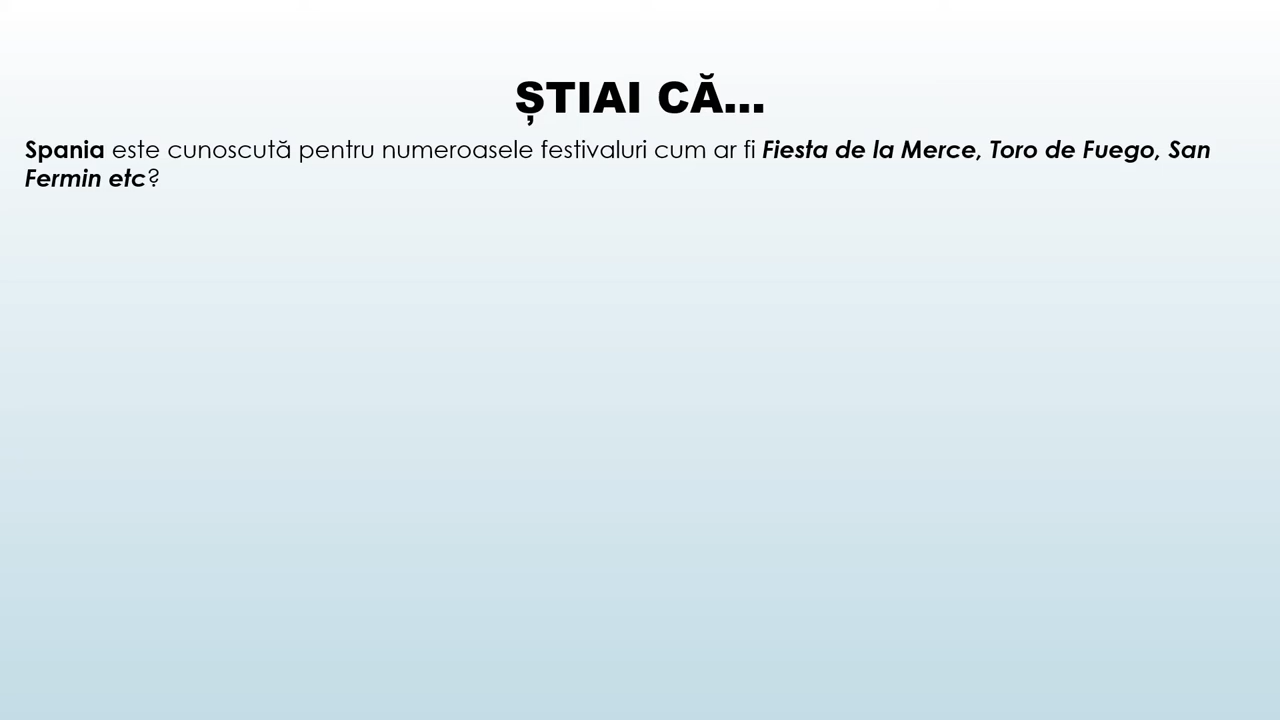 ȘTIAI CĂ...
Spania este cunoscută pentru numeroasele festivaluri cum ar fi Fiesta de la Merce, Toro de Fuego, San
Fermin etc?